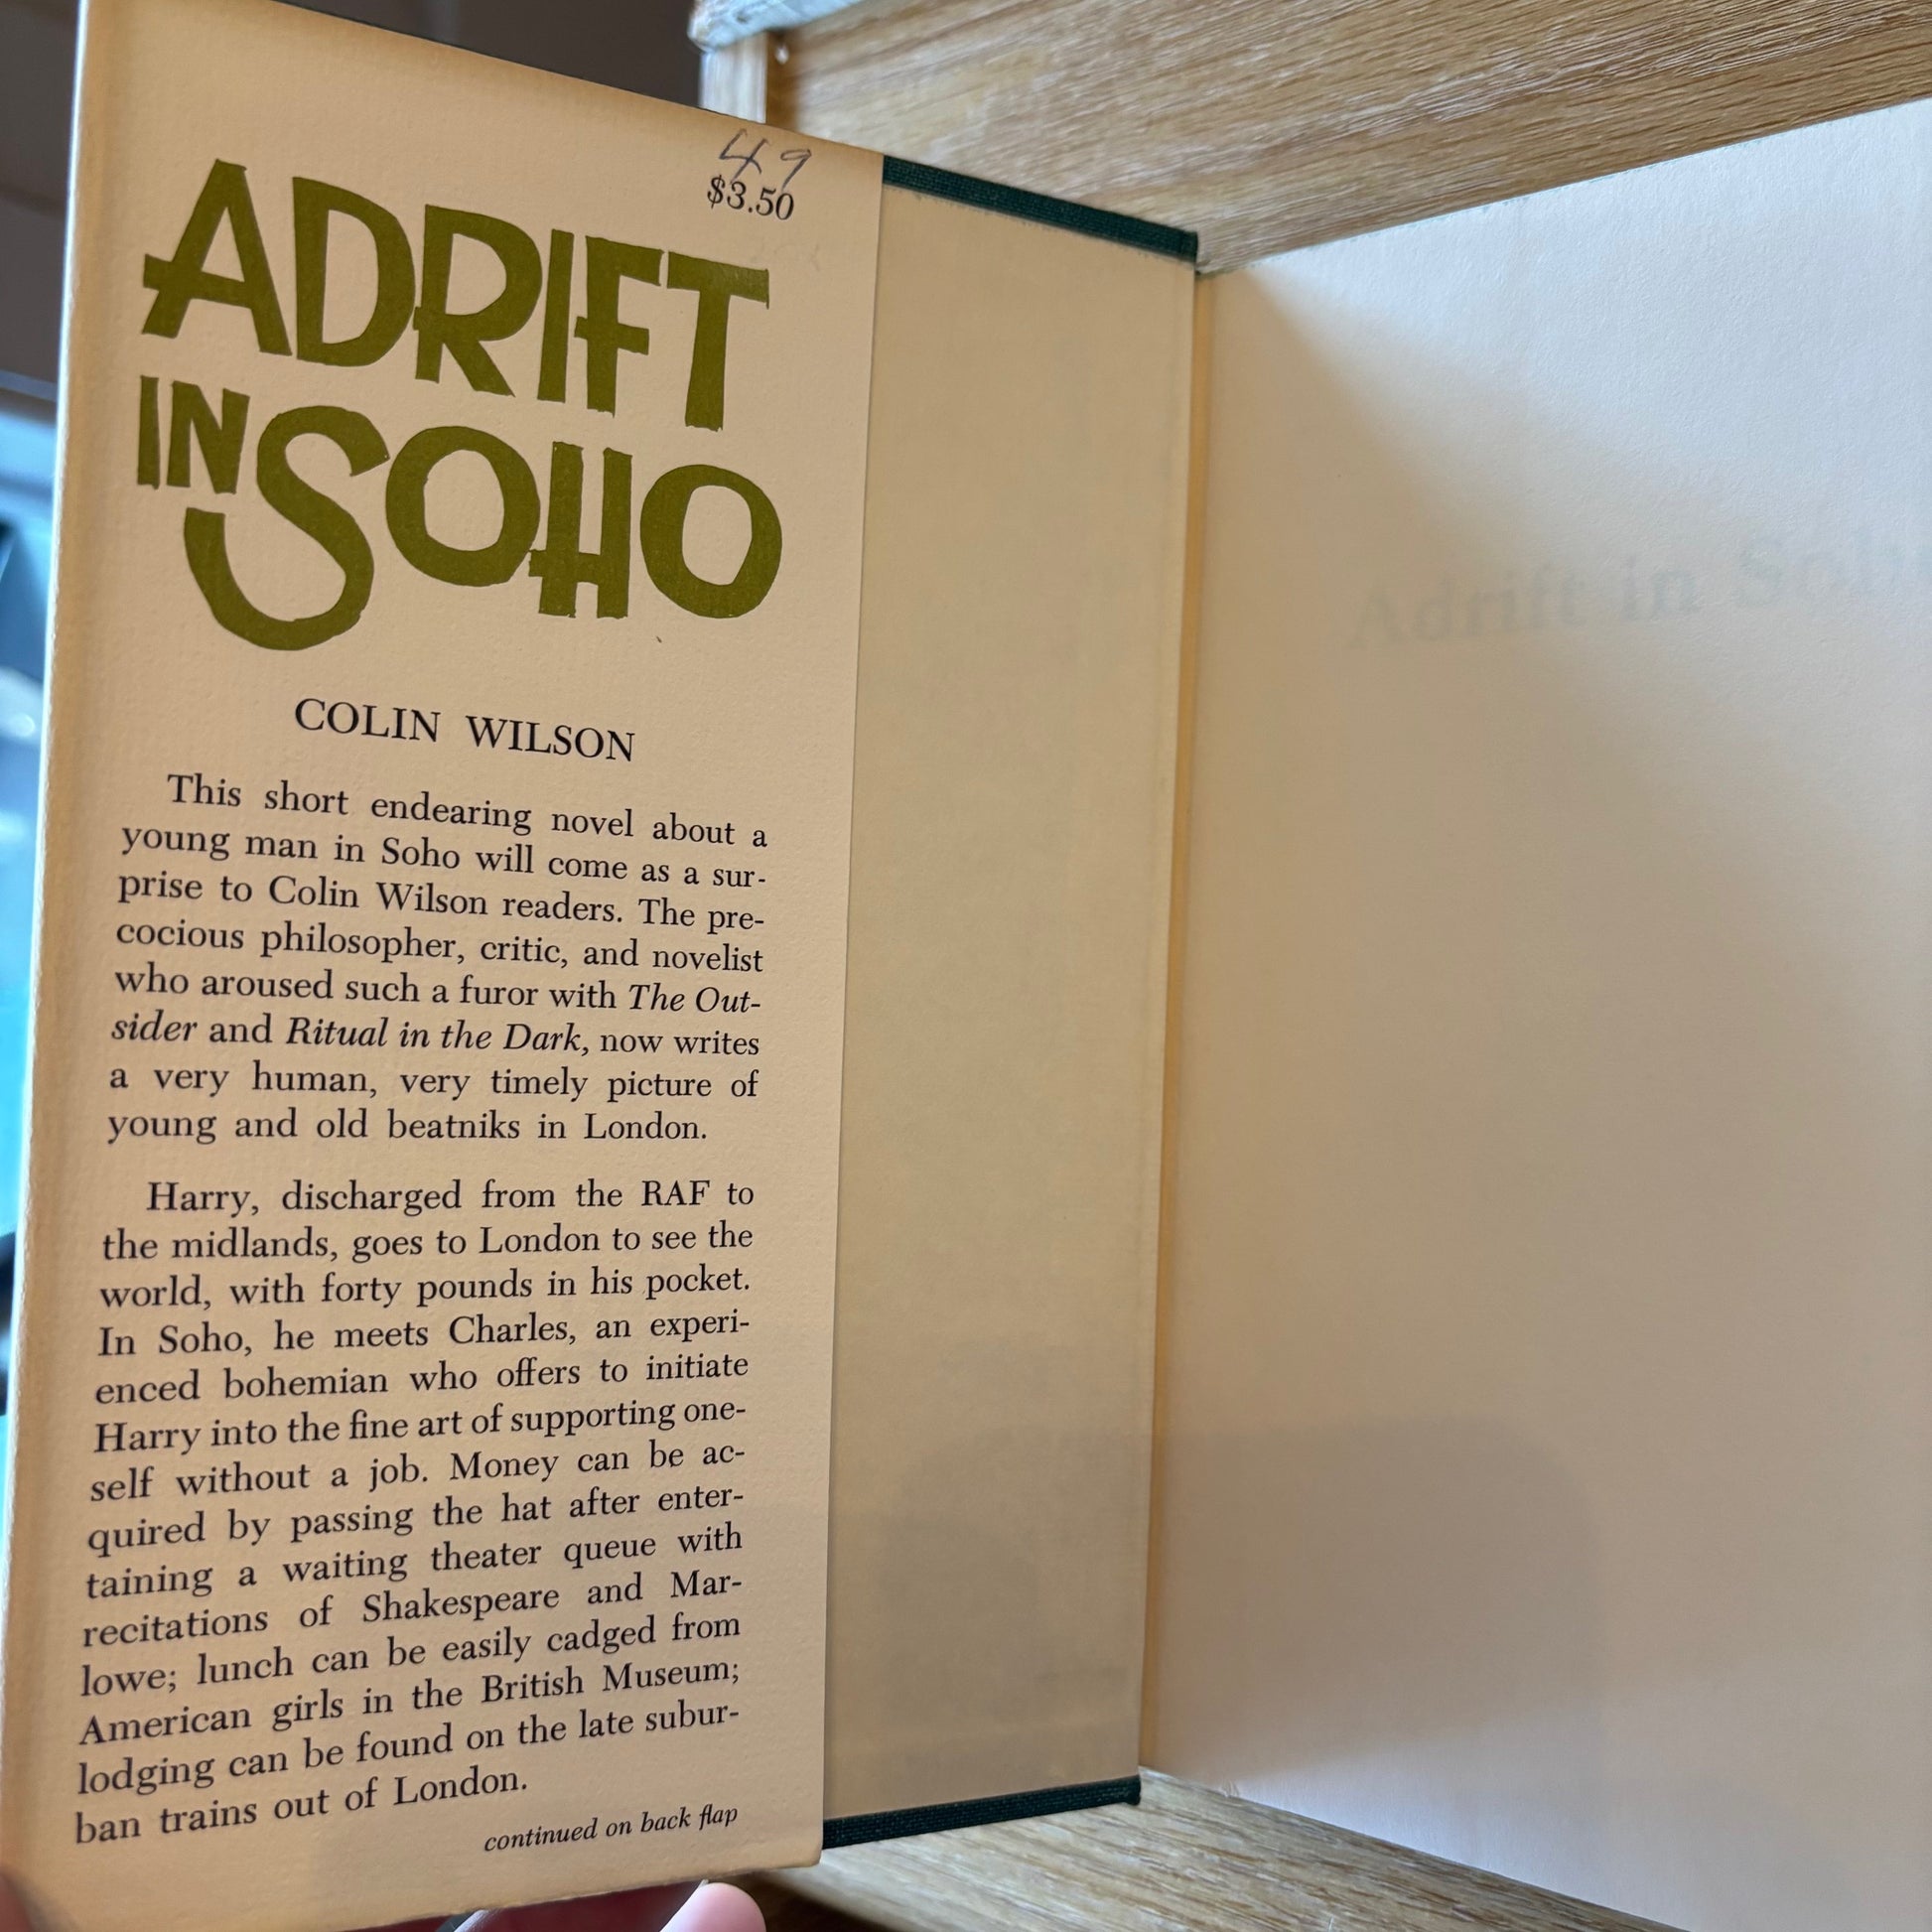 49
$3.50
ADRIFT
IN SOHO
COLIN WILSON
This short endearing novel about a
young man in Soho will come as a sur-
prise to Colin Wilson readers. The pre-
cocious philosopher, critic, and novelist
who aroused such a furor with The Out-
sider and Ritual in the Dark, now writes
a very human, very timely picture of
young and old beatniks in London.
Harry, discharged from the RAF to
the midlands, goes to London to see the
world, with forty pounds in his pocket.
In Soho, he meets Charles, an experi-
enced bohemian who offers to initiate
Harry into the fine art of supporting one-
self without a job. Money can be ac-
quired by passing the hat after enter-
taining a waiting theater queue with
recitations of Shakespeare and Mar-
lowe; lunch can be easily cadged from
American girls in the British Museum;
lodging can be found on the late subur-
ban trains out of London.
continued on back flap
Adrift in Soh